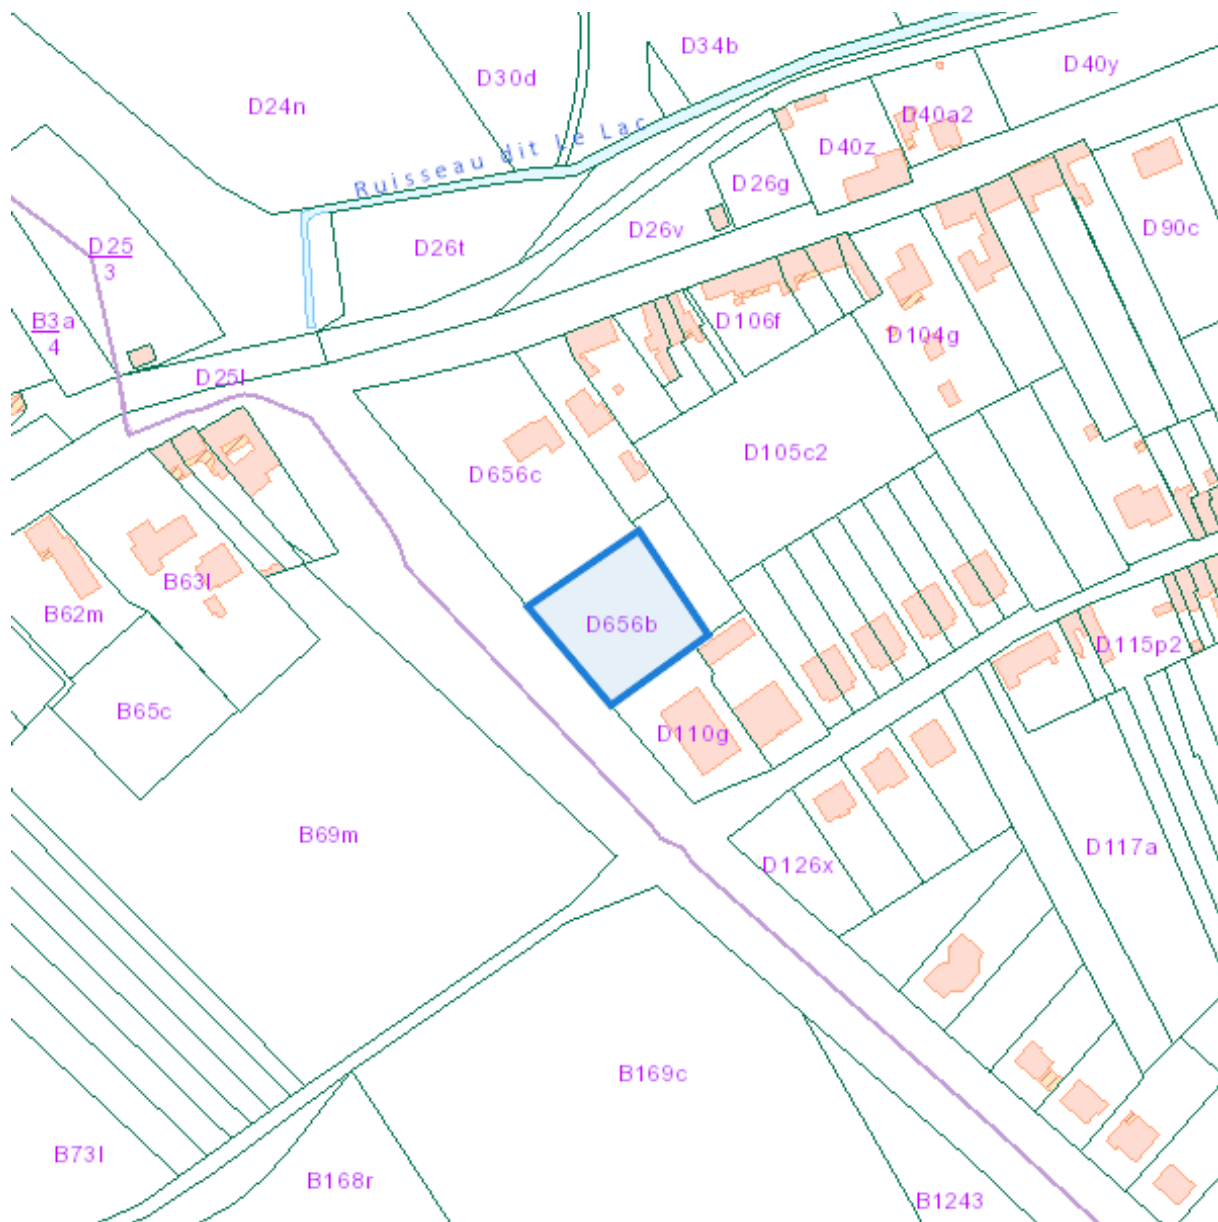 D34b
D40y
D30d
D24n
D40a2
Ruisseau dit Le Lac
D40z
D26g
D90c
D26v
D26t
D25
3
B3a
4
D106f
D104g
D25l
D105c2
D656c
B63l
B62m
D656b
D115p2
B65c
D110g
B69m
D117a
D126x
B169c
B73l
B168r
B1243